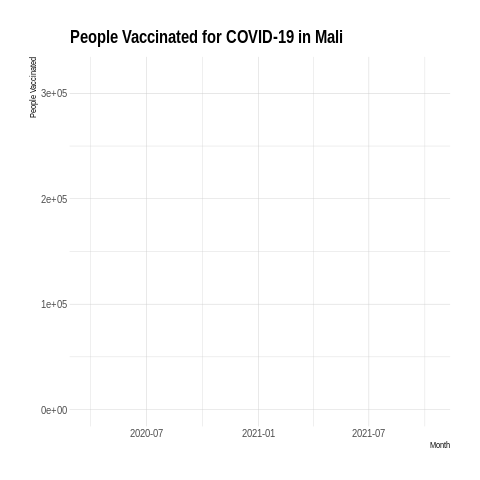 People Vaccinated for COVID-19 in Mali
People Vaccinated
3e+05
2e+05
1e+05
0e+00
2020-07
2021-01
2021-07
Month